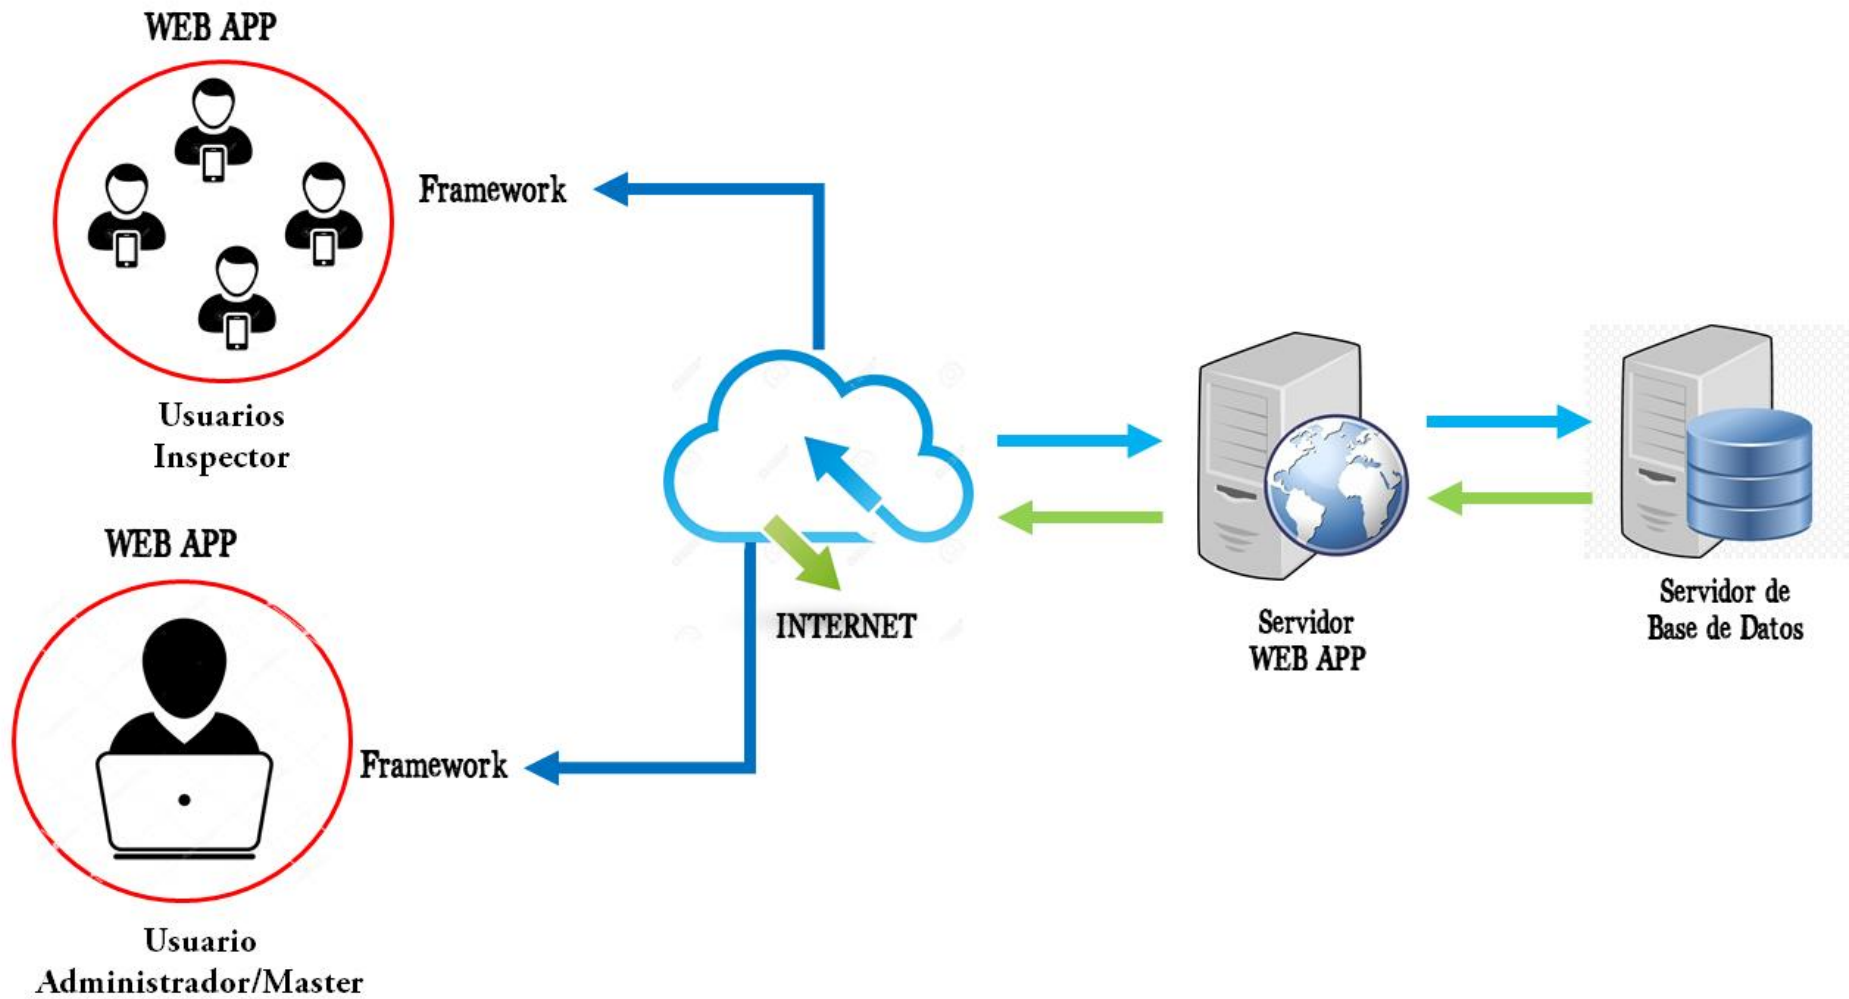 WEB APP
Framework
Usuarios
Inspector
WEB APP
Framework
Usuario
Administrador/Master
INTERNET
Servidor
WEB APP
Servidor de
Base de Datos